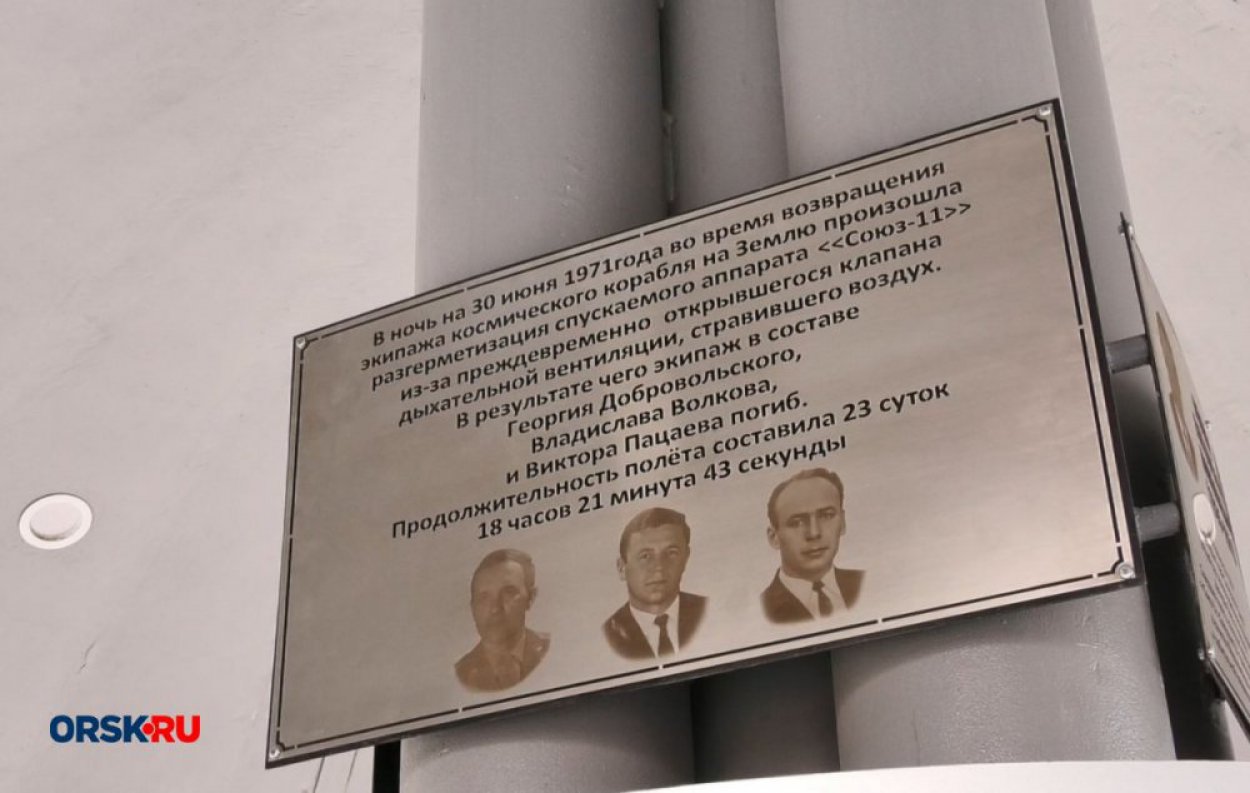 В ночь на 30 июня 1971года во время возвращения
экипажа космического корабля на Землю произошла
разгерметизация спускаемого аппарата <<Союз-11>>
из-за преждевременно открывшегося клапана
дыхательной вентиляции, стравившего воздух.
В результате чего экипаж в составе
Георгия Добровольского,
Владислава Волкова,
и Виктора Пацаева погиб.
Продолжительность полёта составила 23 суток
18 часов 21 минута 43 секунды
ORSK.RU